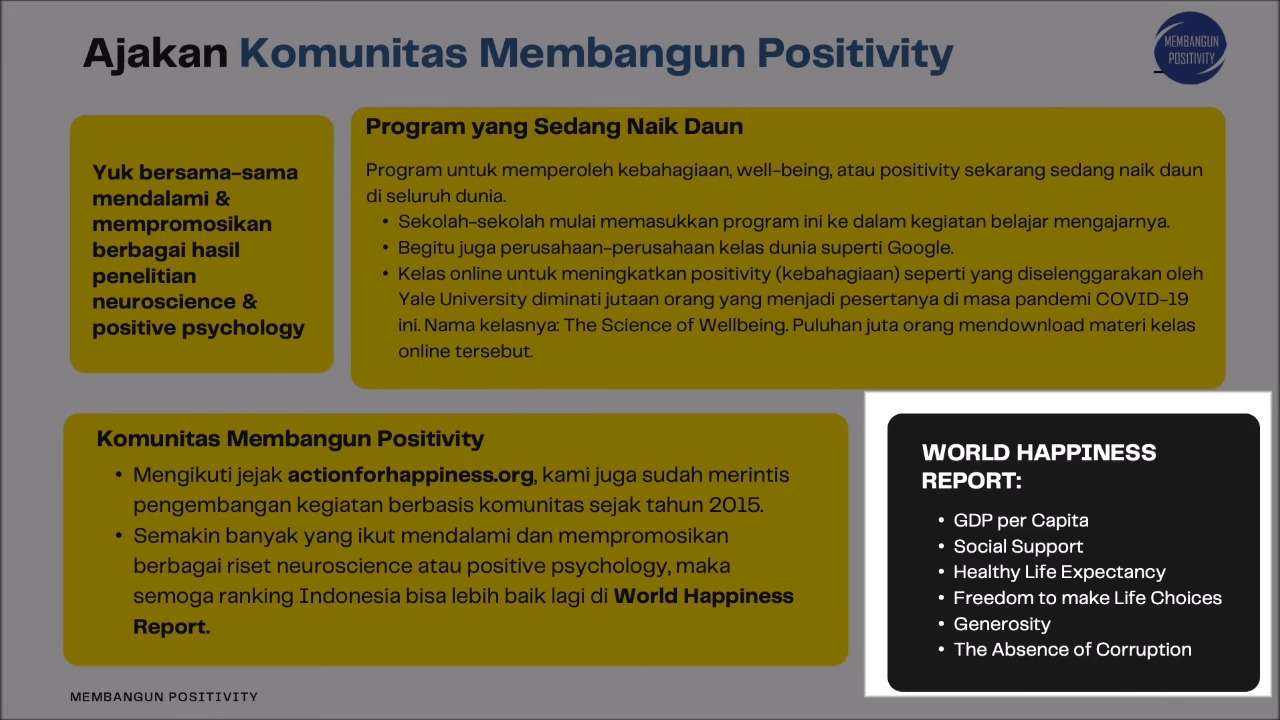 Ajakan Komunitas Membangun Positivity
MEMBANGUN
POSITIVITY
Yuk bersama-sama
mendalami &
mempromosikan
berbagai hasil
penelitian
neuroscience &
positive psychology
Program yang Sedang Naik Daun
Program untuk memperoleh kebahagiaan, well-being, atau positivity sekarang sedang naik daun
di seluruh dunia.
• Sekolah-sekolah mulai memasukkan program ini ke dalam kegiatan belajar mengajarnya.
• Begitu juga perusahaan-perusahaan kelas dunia superti Google.
• Kelas online untuk meningkatkan positivity (kebahagiaan) seperti yang diselenggarakan oleh
Yale University diminati jutaan orang yang menjadi pesertanya di masa pandemi COVID-19
ini. Nama kelasnya: The Science of Wellbeing. Puluhan juta orang mendownload materi kelas
online tersebut.
Komunitas Membangun Positivity
• Mengikuti jejak actionforhappiness.org, kami juga sudah merintis
pengembangan kegiatan berbasis komunitas sejak tahun 2015.
• Semakin banyak yang ikut mendalami dan mempromosikan
berbagai riset neuroscience atau positive psychology, maka
semoga ranking Indonesia bisa lebih baik lagi di World Happiness
Report.
WORLD HAPPINESS
REPORT:
• GDP per Capita
• Social Support
• Healthy Life Expectancy
• Freedom to make Life Choices
• Generosity
• The Absence of Corruption
MEMBANGUN POSITIVITY